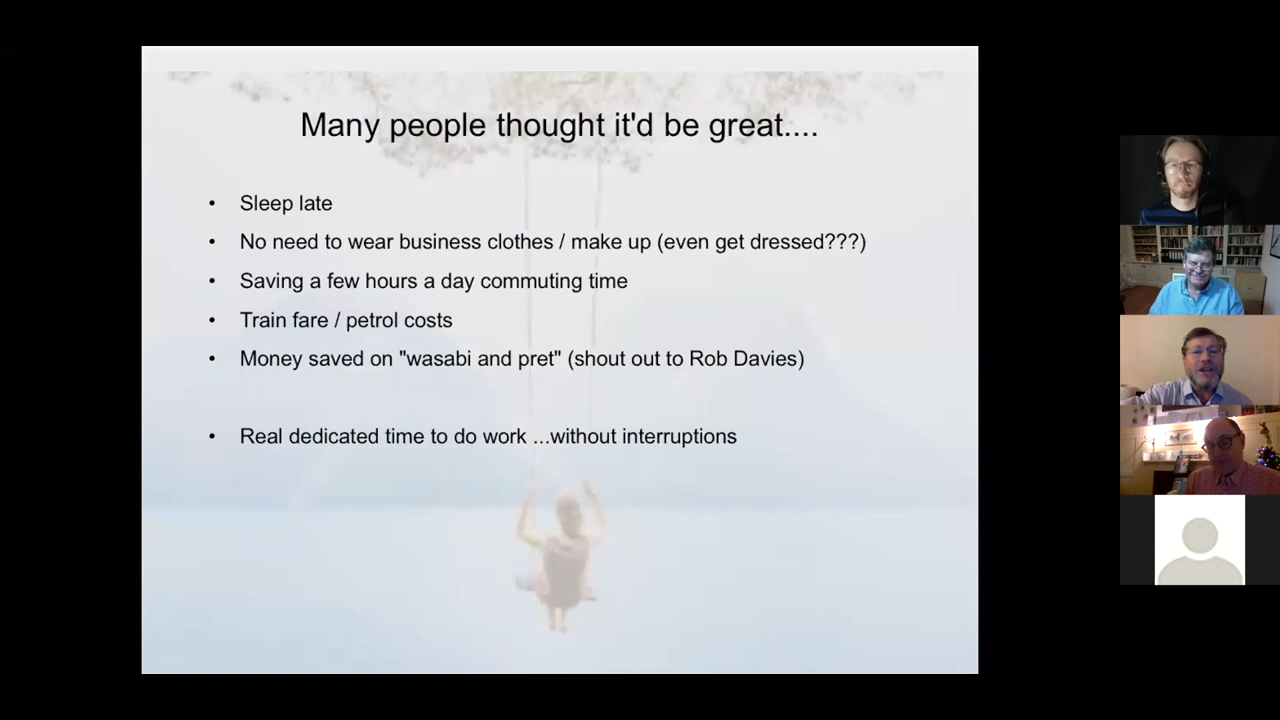 Many people thought it'd be great....
• Sleep late
• No need to wear business clothes / make up (even get dressed???)
• Saving a few hours a day commuting time
• Train fare / petrol costs
• Money saved on "wasabi and pret" (shout out to Rob Davies)
• Real dedicated time to do work ...without interruptions